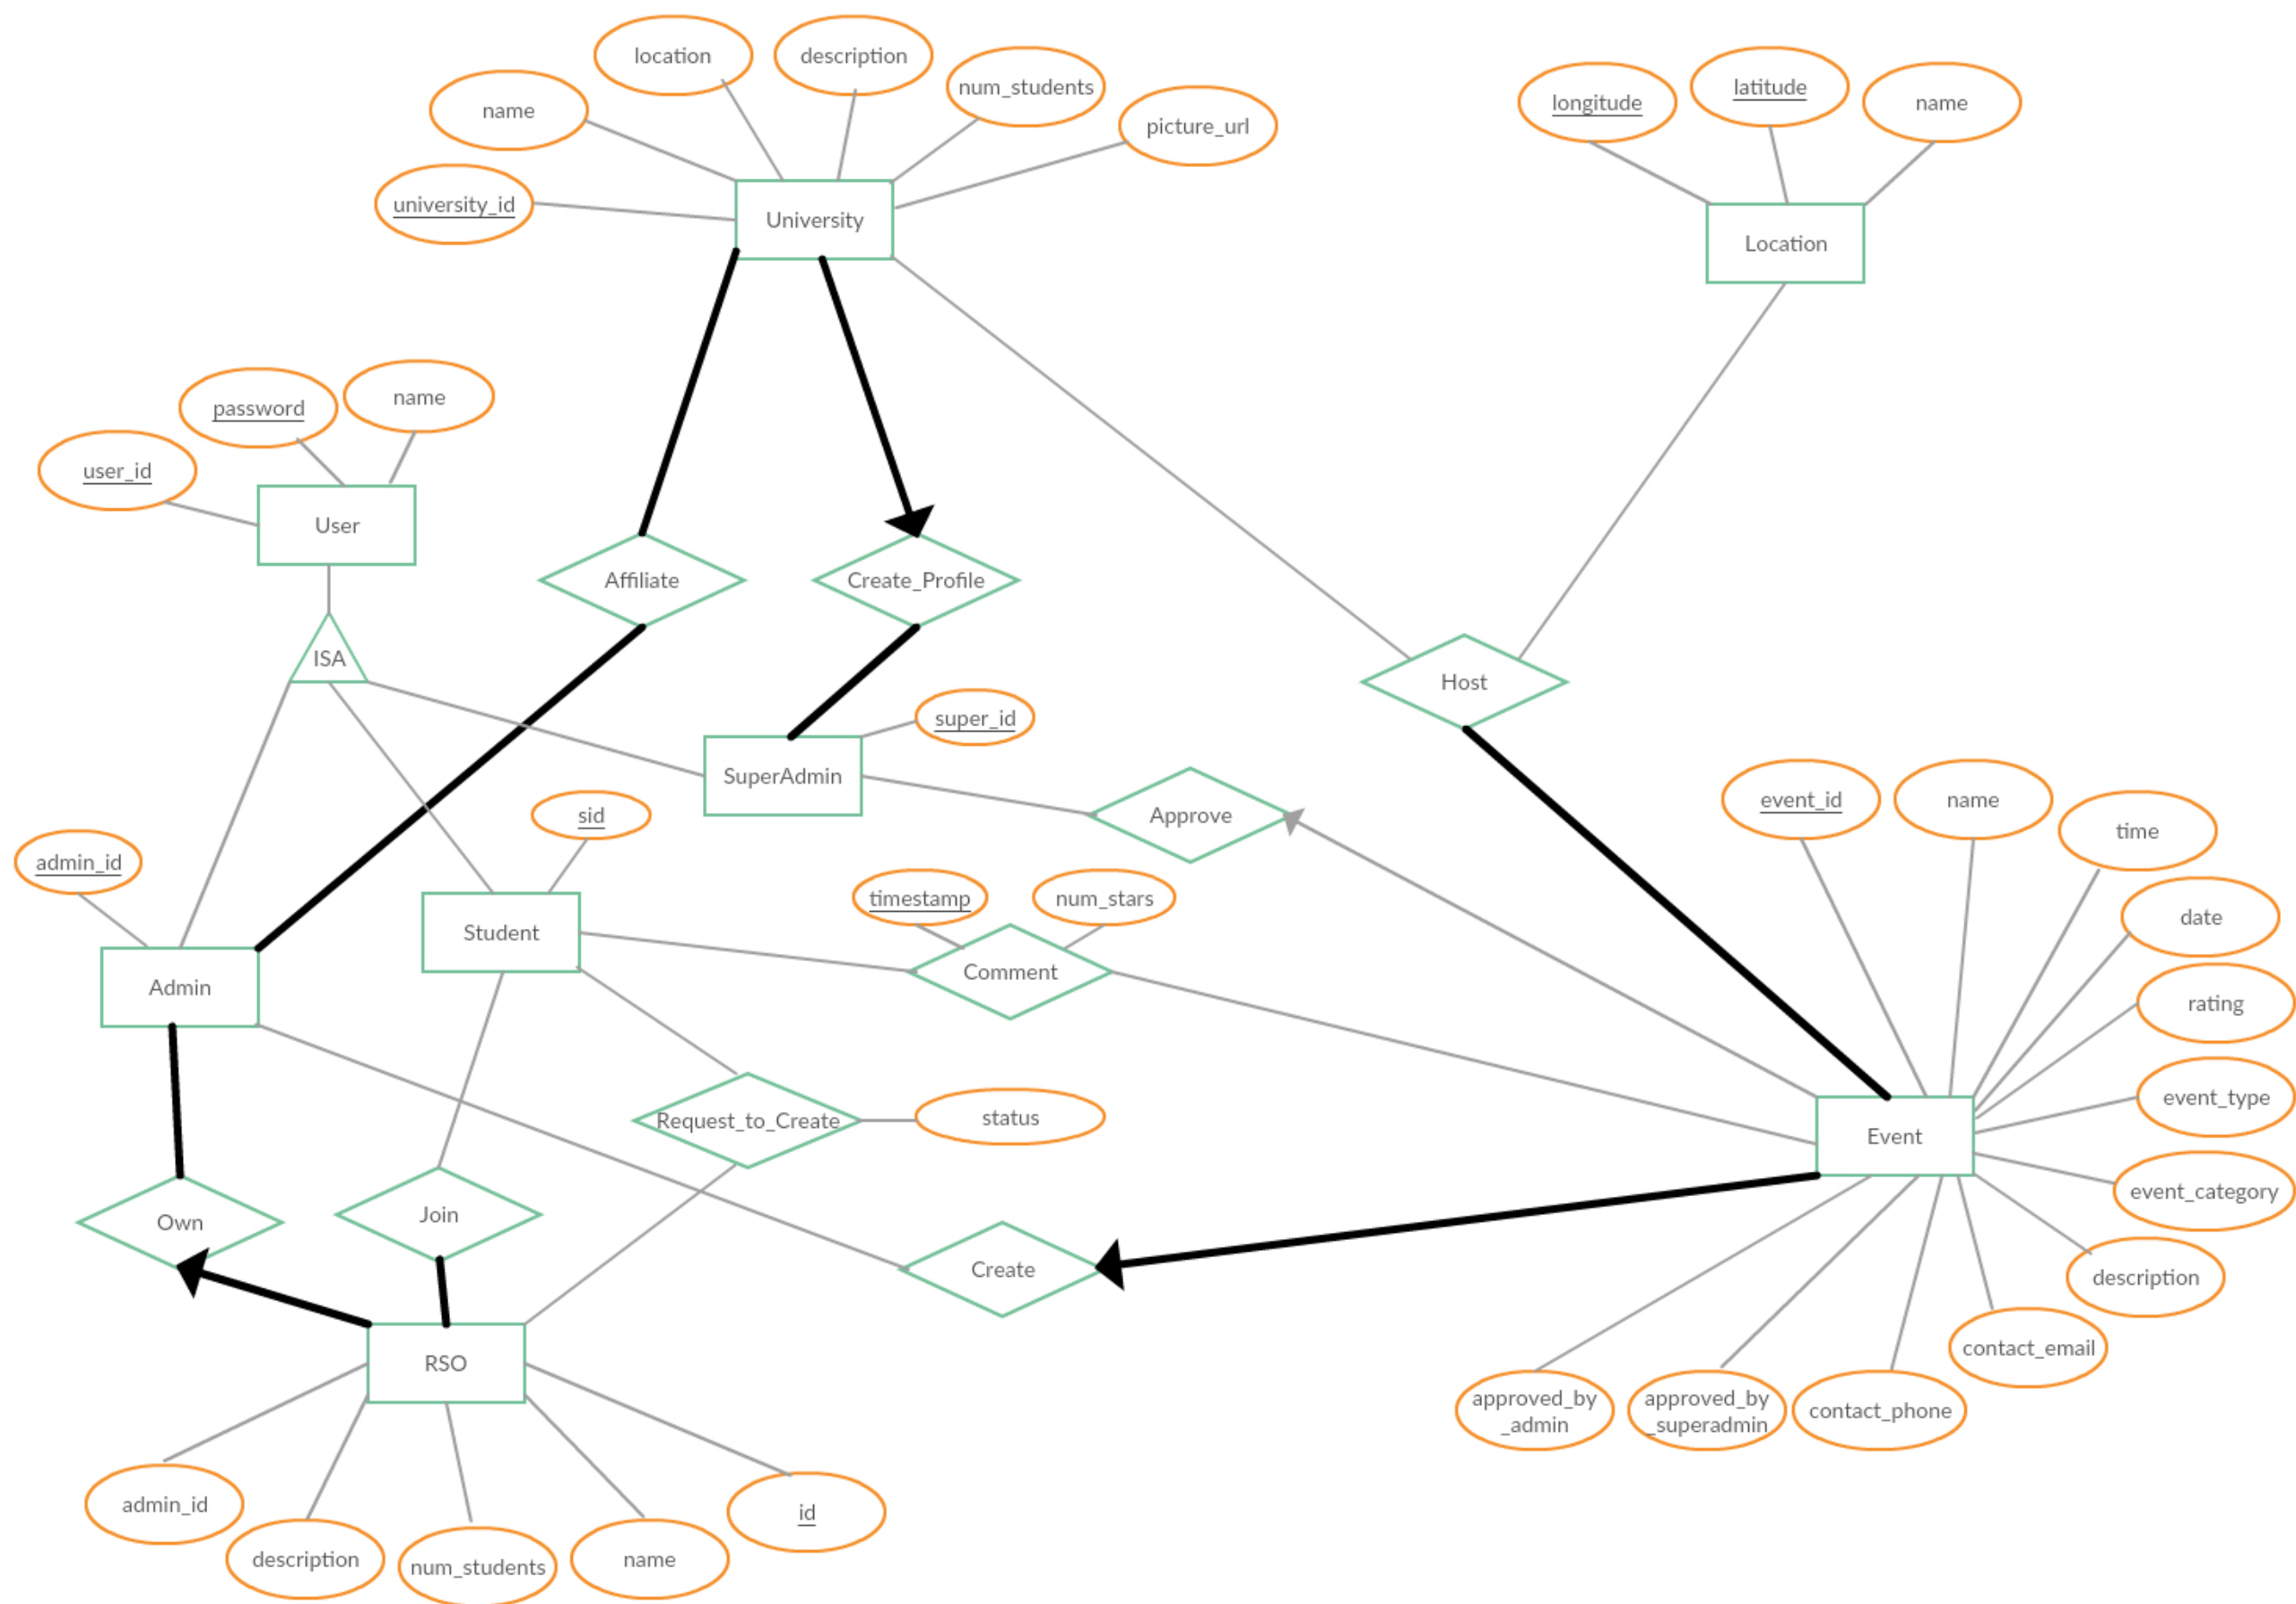 location
description
num_students
name
picture_url
university_id
University
longitude
latitude
name
Location
password
name
user_id
User
ISA
Affiliate
Create_Profile
Host
super_id
SuperAdmin
Approve
sid
admin_id
Student
Admin
timestamp
num_stars
Comment
event_id
name
time
date
rating
event_type
Event
event_category
description
contact_email
contact_phone
approved_by
_superadmin
approved_by
_admin
Request_to_Create
status
Own
Join
Create
RSO
admin_id
description
num_students
name
id